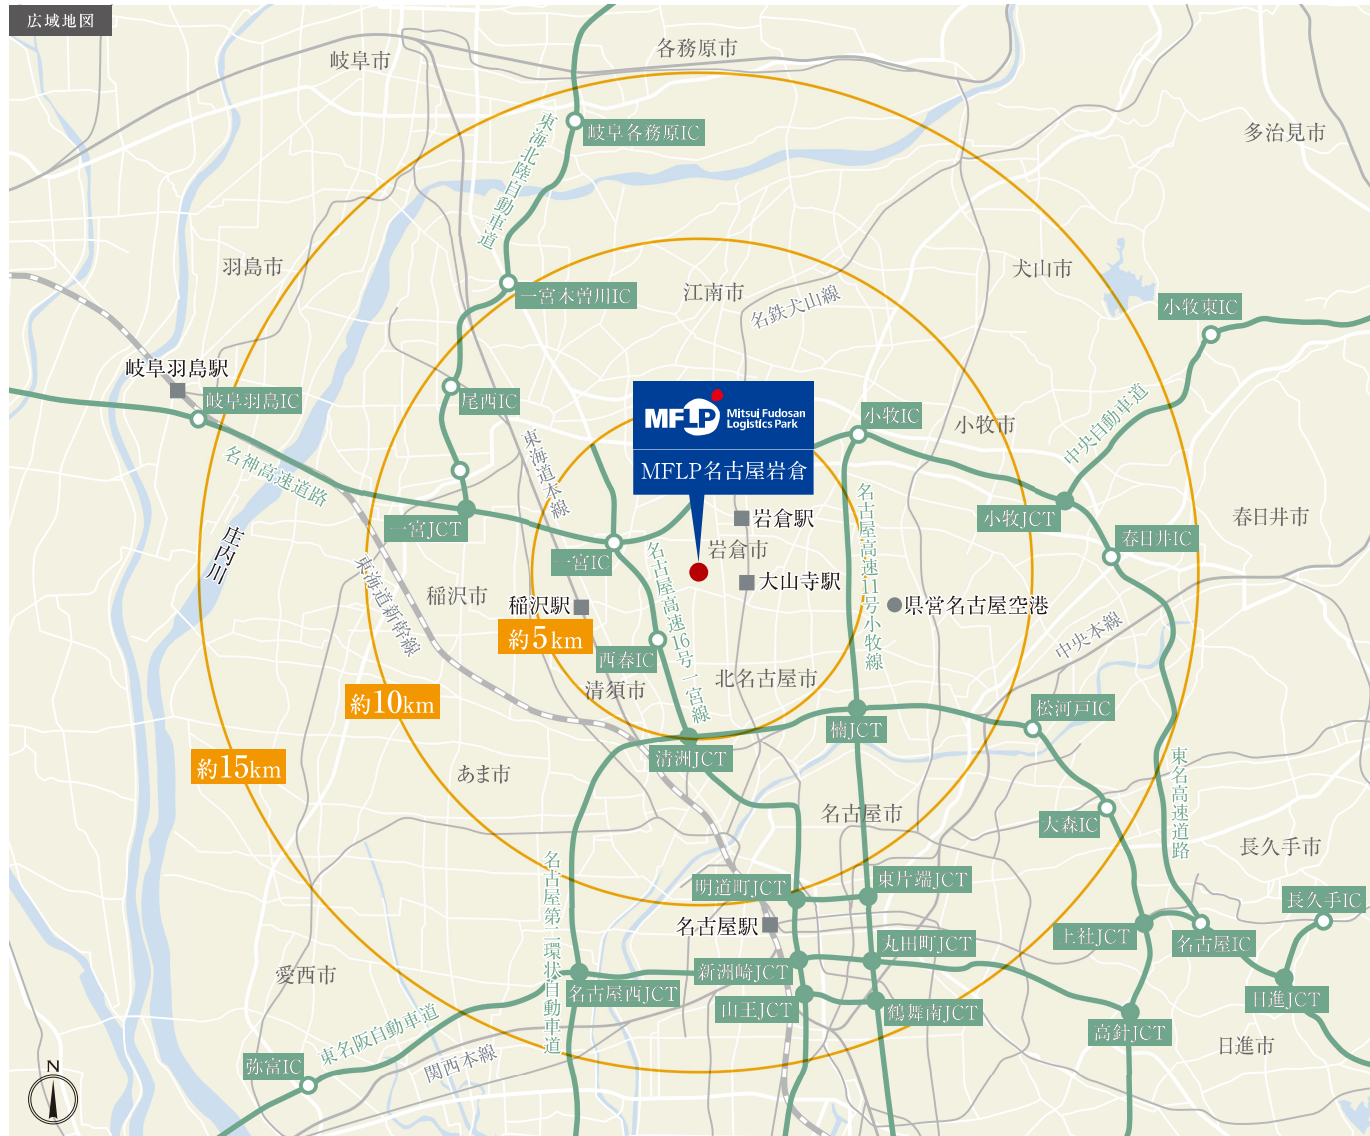 広域地図
岐阜市
各務原市
岐阜各務原IC
多治見市
東海北陸自動車道
羽島市
犬山市
一宮木曽川IC
江南市
名鉄犬山線
小牧東IC
岐阜羽島駅
岐阜羽島IC
尾西IC
MFLP
Mitsui Fudosan
Logistics Park
MFLP名古屋岩倉
小牧IC
小牧市
中央自動車道
東海道本線
名神高速道路
一宮JCT
岩倉駅
名古屋高速11号小牧線
小牧JCT
春日井市
春日井IC
庄内川
一宮IC
岩倉市
名古屋高速16号一宮線
東海道新幹線
稲沢市
稲沢駅
大山寺駅
県営名古屋空港
中央本線
約5km
西春IC
清須市
北名古屋市
約10km
松河戸IC
楠JCT
清洲JCT
約15km
あま市
東名高速道路
名古屋市
大森IC
長久手市
名古屋第二環状自動車道
明道町JCT
東片端JCT
長久手IC
名古屋駅
上社JCT
名古屋IC
丸田町JCT
新洲崎JCT
愛西市
名古屋西JCT
山王JCT
鶴舞南JCT
日進JCT
高針JCT
東名阪自動車道
関西本線
日進市
弥富IC
N